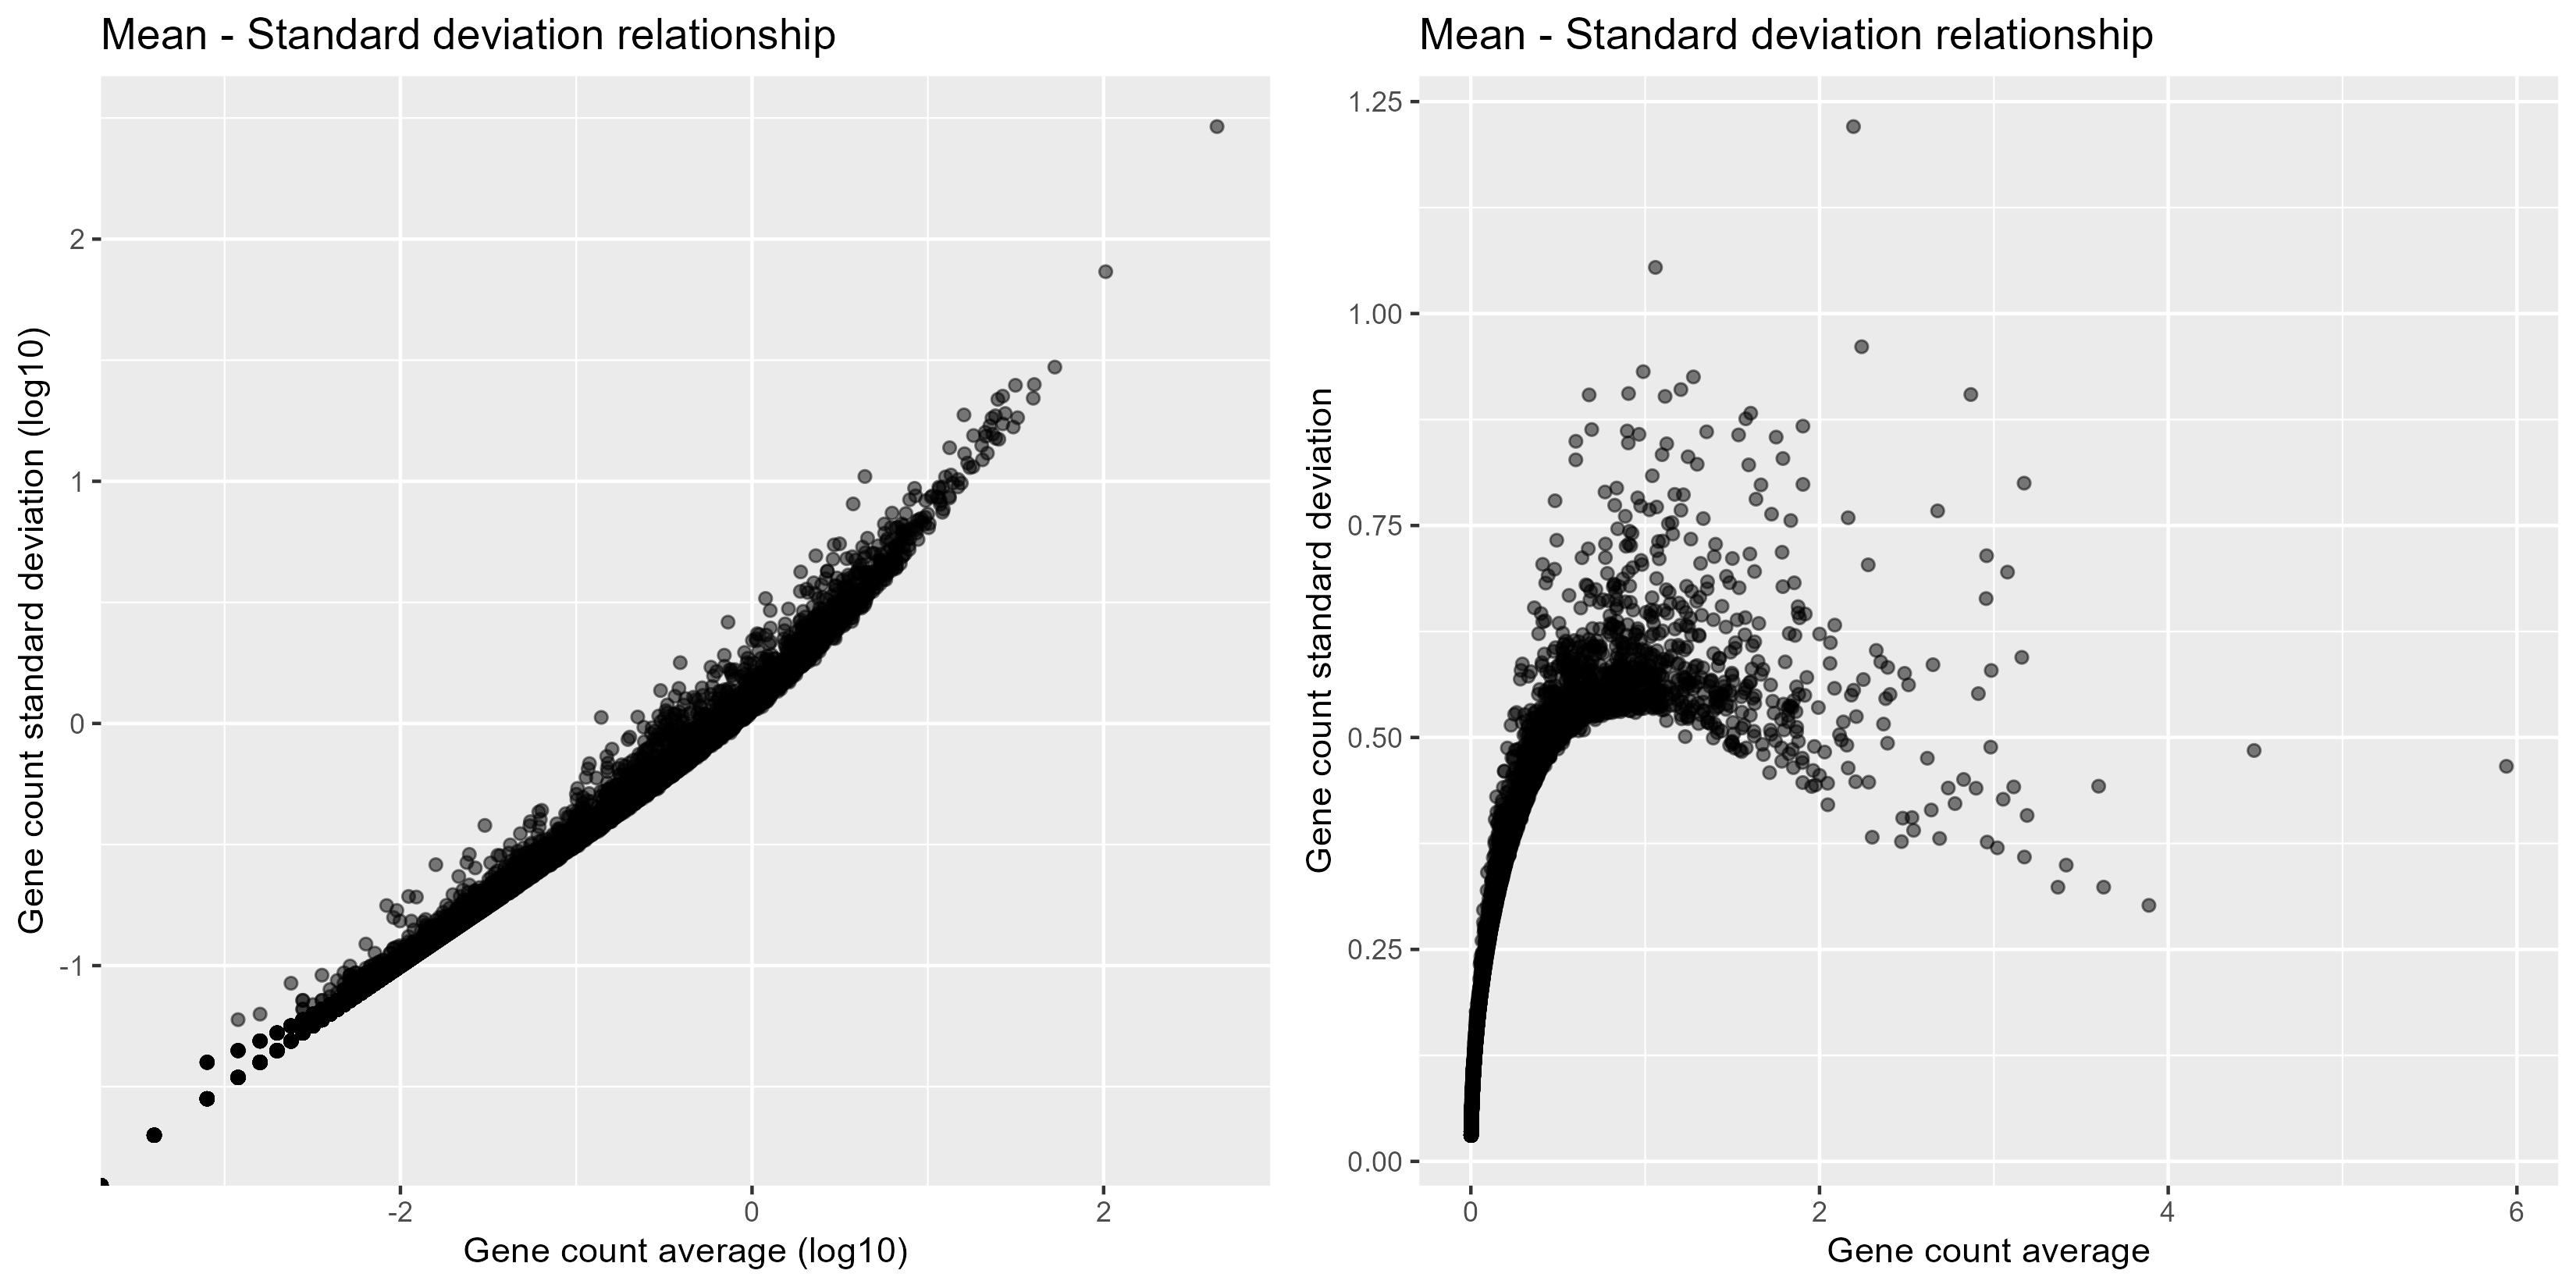 Mean - Standard deviation relationship
Gene count standard deviation (log10)
2
1
0
-1
-2
0
2
Gene count average (log10)
Mean - Standard deviation relationship
Gene count standard deviation
1.25
1.00
0.75
0.50
0.25
0.00
0
2
4
6
Gene count average